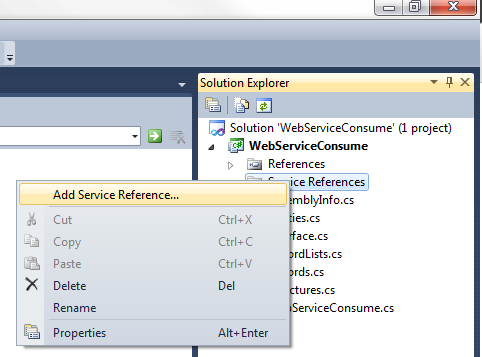 Solution Explorer
Solution 'WebServiceConsume' (1 project)
WebServiceConsume
References
Service References
Add Service Reference...
Cut Ctrl+X
Copy Ctrl+C
Paste Ctrl+V
Delete Del
Rename
Properties Alt+Enter
emblyInfo.cs
ties.cs
rface.cs
ordLists.cs
ords.cs
ctures.cs
bServiceConsume.cs